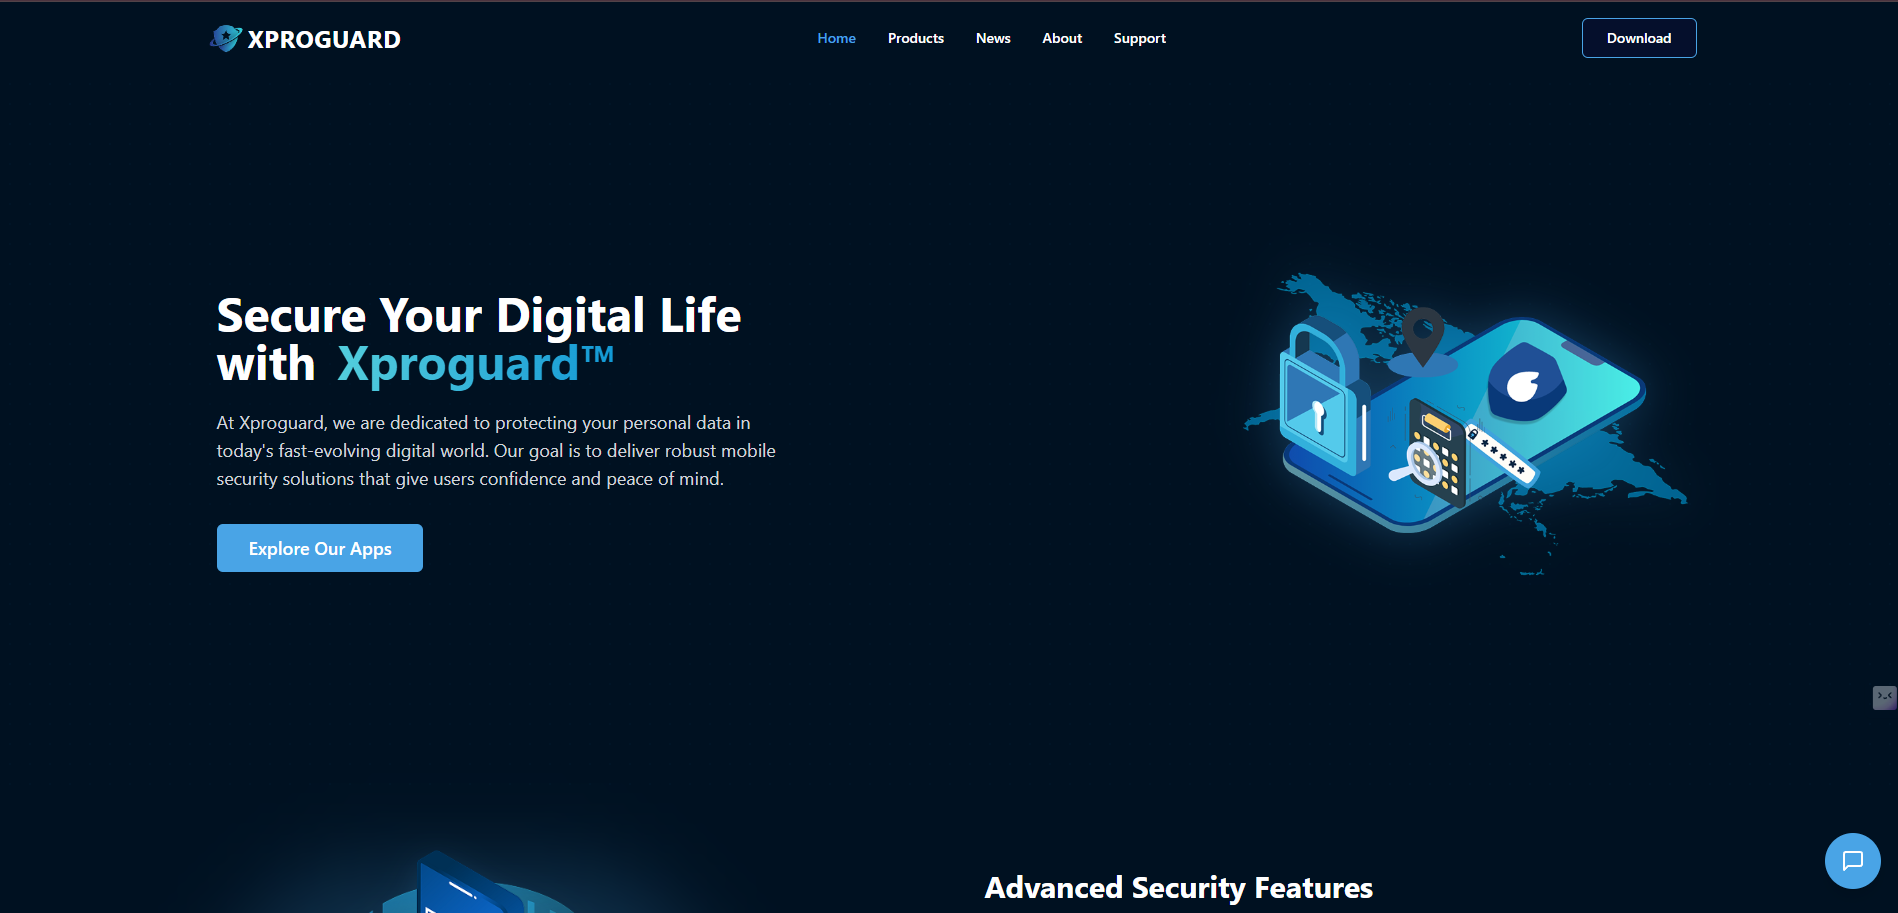 XPROGUARD
Home
Products
News
About
Support
Download
Secure Your Digital Life
with Xproguard™
At Xproguard, we are dedicated to protecting your personal data in
today's fast-evolving digital world. Our goal is to deliver robust mobile
security solutions that give users confidence and peace of mind.
Explore Our Apps
Advanced Security Features